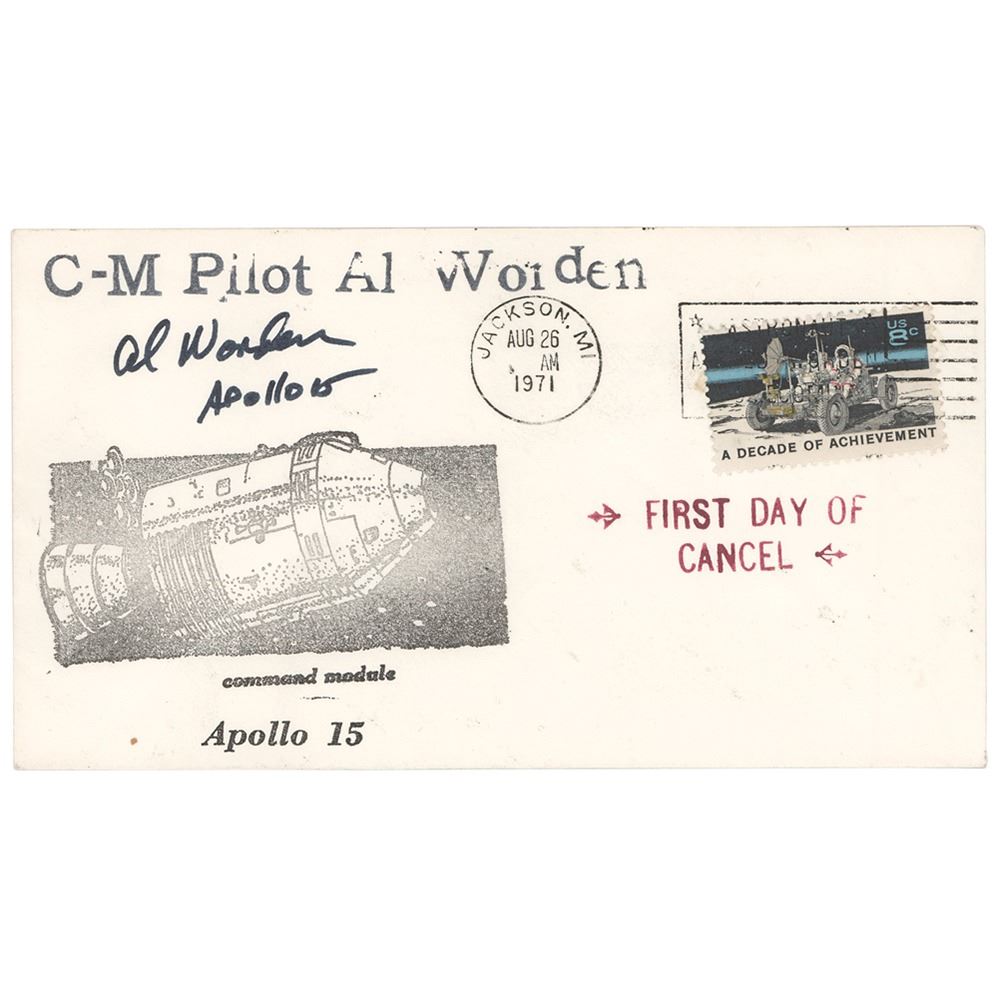 C-M Pilot Al Worden
Al Worden
Apollo 15
JACKSON, MI
AUG 26
AM
1971
US
8c
A DECADE OF ACHIEVEMENT
FIRST DAY OF
CANCEL
command module
Apollo 15